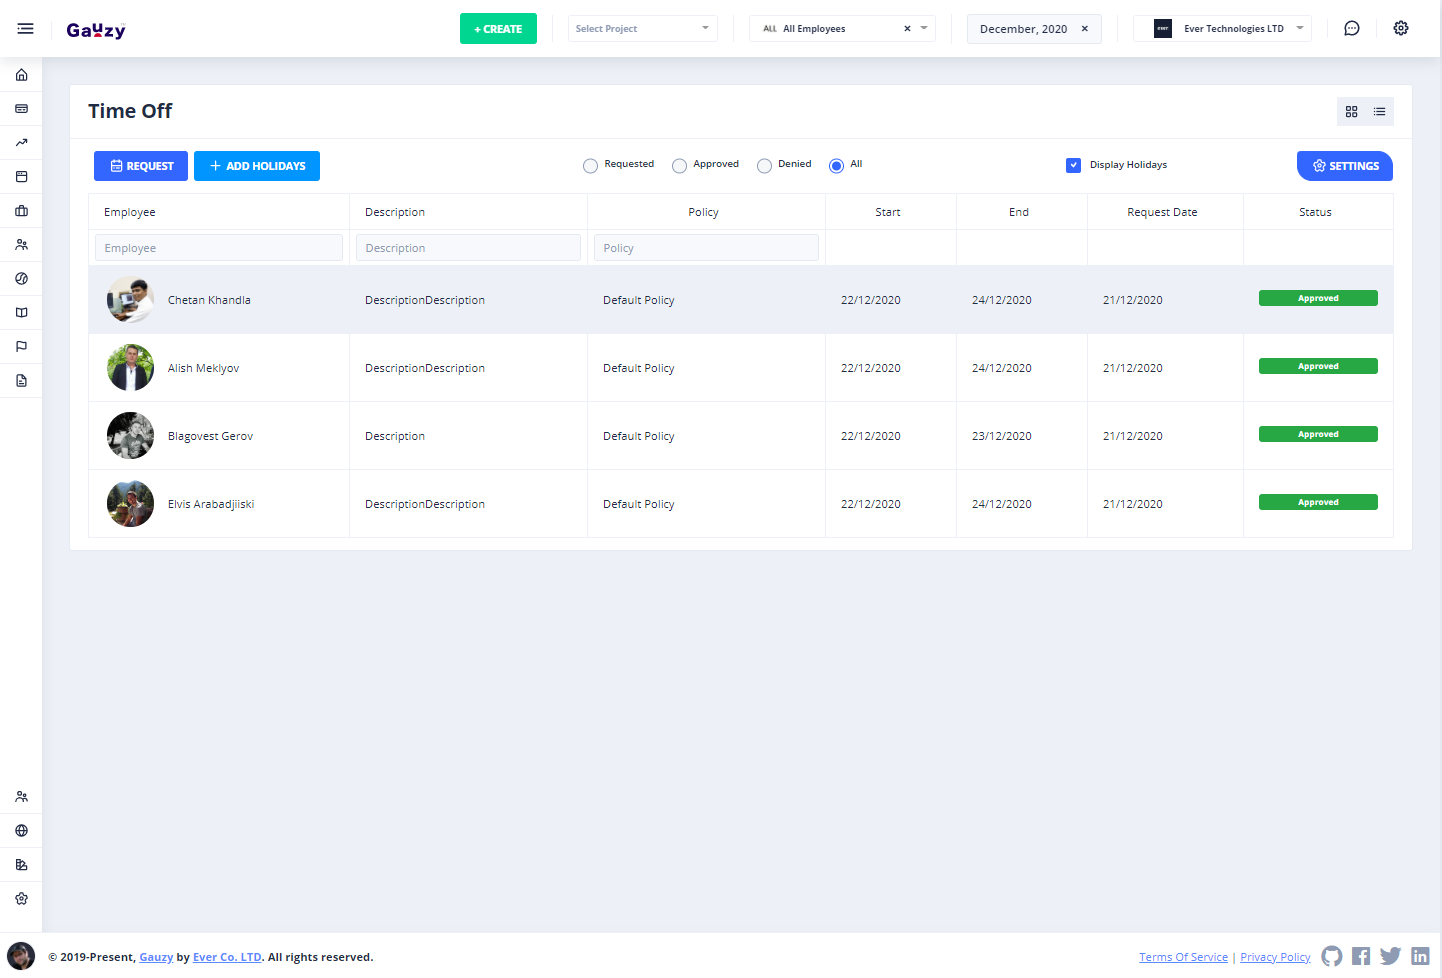 Gauzy
+ CREATE
Select Project
ALL All Employees ×
December, 2020 ×
ever Ever Technologies LTD
Time Off
REQUEST
+ ADD HOLIDAYS
Requested
Approved
Denied
All
Display Holidays
SETTINGS
Employee Description Policy Start End Request Date Status
Employee Description Policy
Chetan Khandla DescriptionDescription Default Policy 22/12/2020 24/12/2020 21/12/2020 Approved
Alish Meklyov DescriptionDescription Default Policy 22/12/2020 24/12/2020 21/12/2020 Approved
Blagovest Gerov Description Default Policy 22/12/2020 23/12/2020 21/12/2020 Approved
Elvis Arabadjiiski DescriptionDescription Default Policy 22/12/2020 24/12/2020 21/12/2020 Approved
© 2019-Present, Gauzy by Ever Co. LTD. All rights reserved.
Terms Of Service | Privacy Policy